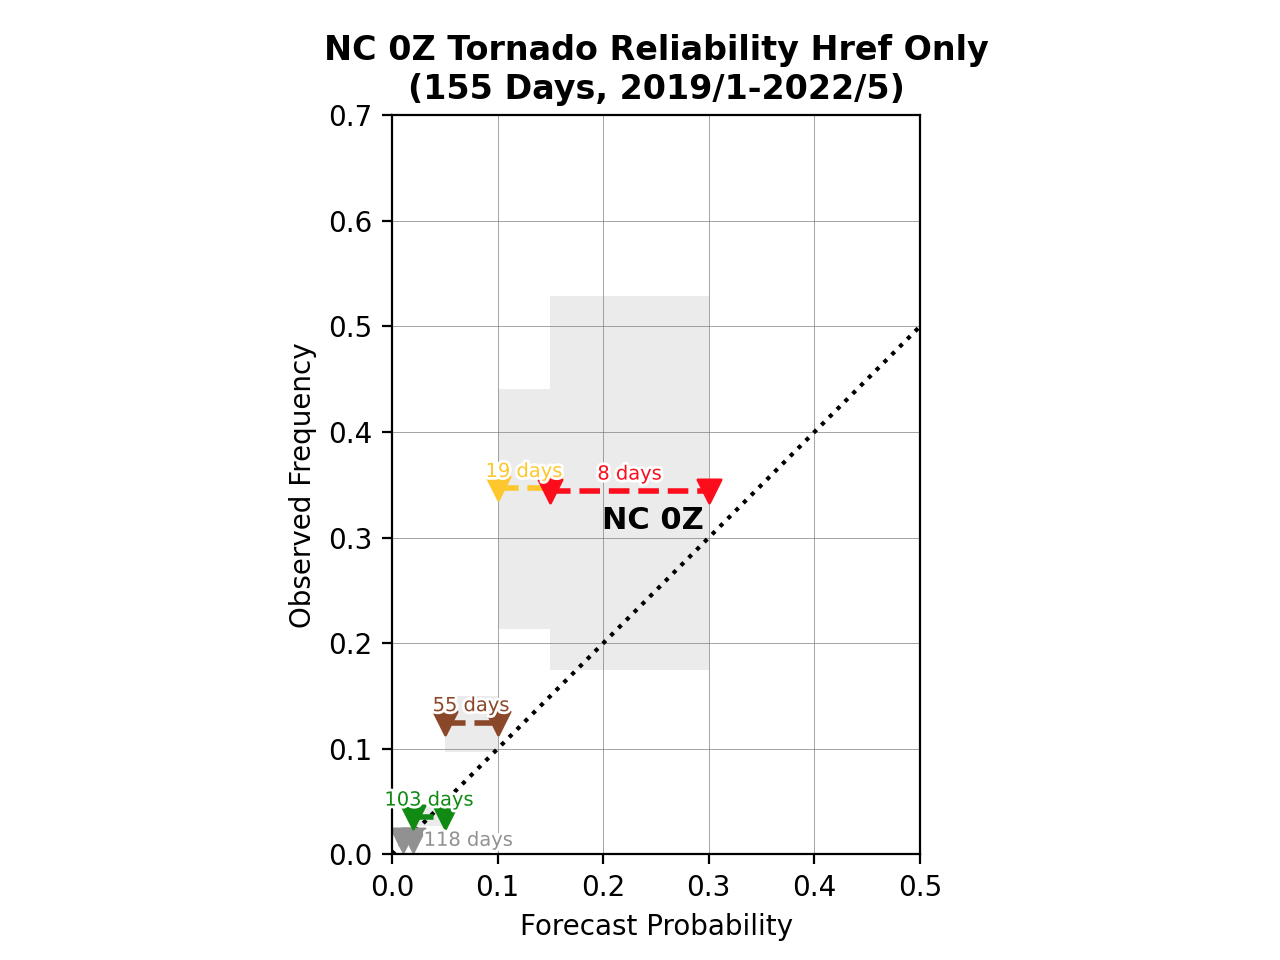 NC 0Z Tornado Reliability Href Only
(155 Days, 2019/1-2022/5)
0.7
0.6
0.5
0.4
0.3
0.2
0.1
0.0
Observed Frequency
19 days
8 days
NC 0Z
55 days
103 days
118 days
0.0 0.1 0.2 0.3 0.4 0.5
Forecast Probability